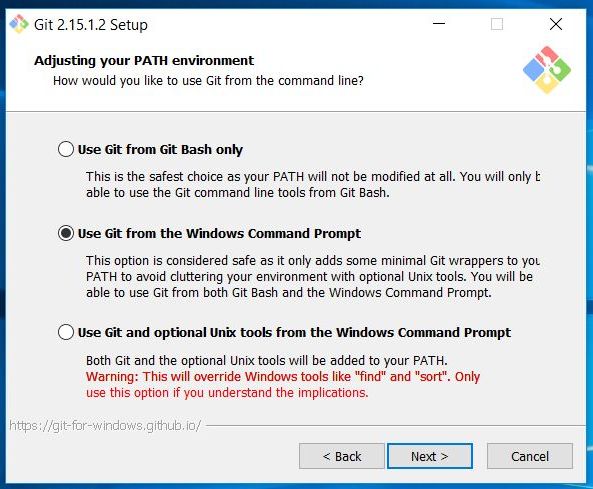 Git 2.15.1.2 Setup
Adjusting your PATH environment
How would you like to use Git from the command line?
Use Git from Git Bash only
This is the safest choice as your PATH will not be modified at all. You will only b
able to use the Git command line tools from Git Bash.
Use Git from the Windows Command Prompt
This option is considered safe as it only adds some minimal Git wrappers to you
PATH to avoid cluttering your environment with optional Unix tools. You will be
able to use Git from both Git Bash and the Windows Command Prompt.
Use Git and optional Unix tools from the Windows Command Prompt
Both Git and the optional Unix tools will be added to your PATH.
Warning: This will override Windows tools like "find" and "sort". Only
use this option if you understand the implications.
https://git-for-windows.github.io/
< Back
Next >
Cancel